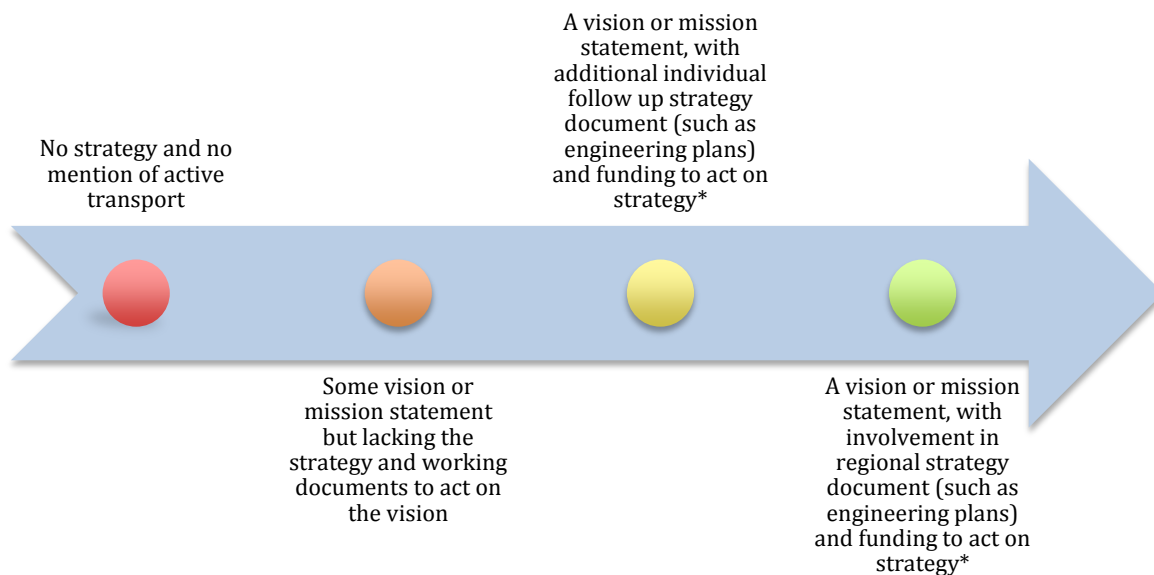 No strategy and no
mention of active
transport
Some vision or
mission statement
but lacking the
strategy and working
documents to act on
the vision
A vision or mission
statement, with
additional individual
follow up strategy
document (such as
engineering plans)
and funding to act on
strategy*
A vision or mission
statement, with
involvement in
regional strategy
document (such as
engineering plans)
and funding to act on
strategy*